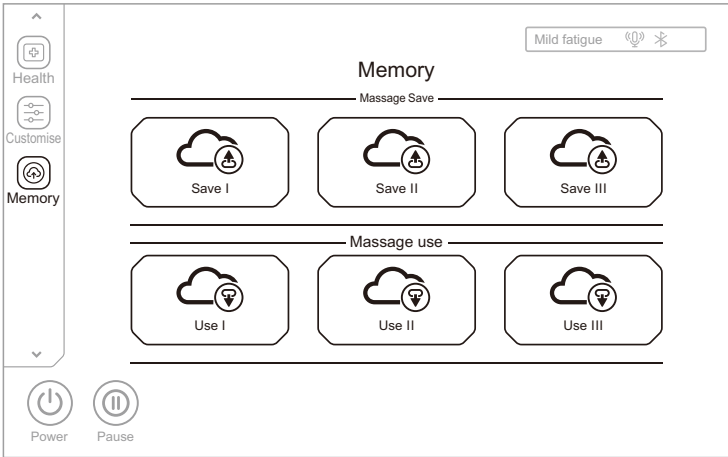 Mild fatigue
Health
Customise
Memory
Memory
Massage Save
Save I
Save II
Save III
Massage use
Use I
Use II
Use III
Power
Pause